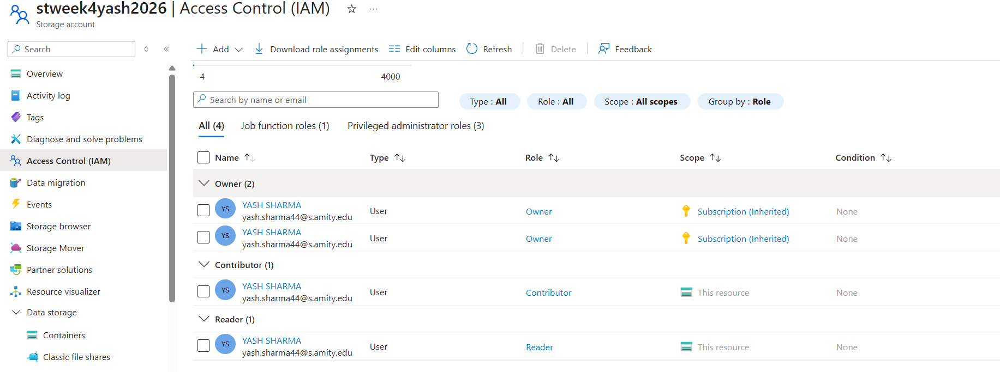 stweek4yash2026 | Access Control (IAM) ☆ ...
Storage account
Search
Overview
Activity log
Tags
Diagnose and solve problems
Access Control (IAM)
Data migration
Events
Storage browser
Storage Mover
Partner solutions
Resource visualizer
Data storage
Containers
Classic file shares
Add Download role assignments Edit columns Refresh Delete Feedback
4 4000
Search by name or email Type : All Role : All Scope : All scopes Group by : Role
All (4) Job function roles (1) Privileged administrator roles (3)
Name Type Role Scope Condition
Owner (2)
YS YASH SHARMA
yash.sharma44@s.amity.edu User Owner Subscription (Inherited) None
YS YASH SHARMA
yash.sharma44@s.amity.edu User Owner Subscription (Inherited) None
Contributor (1)
YS YASH SHARMA
yash.sharma44@s.amity.edu User Contributor This resource None
Reader (1)
YS YASH SHARMA
yash.sharma44@s.amity.edu User Reader This resource None